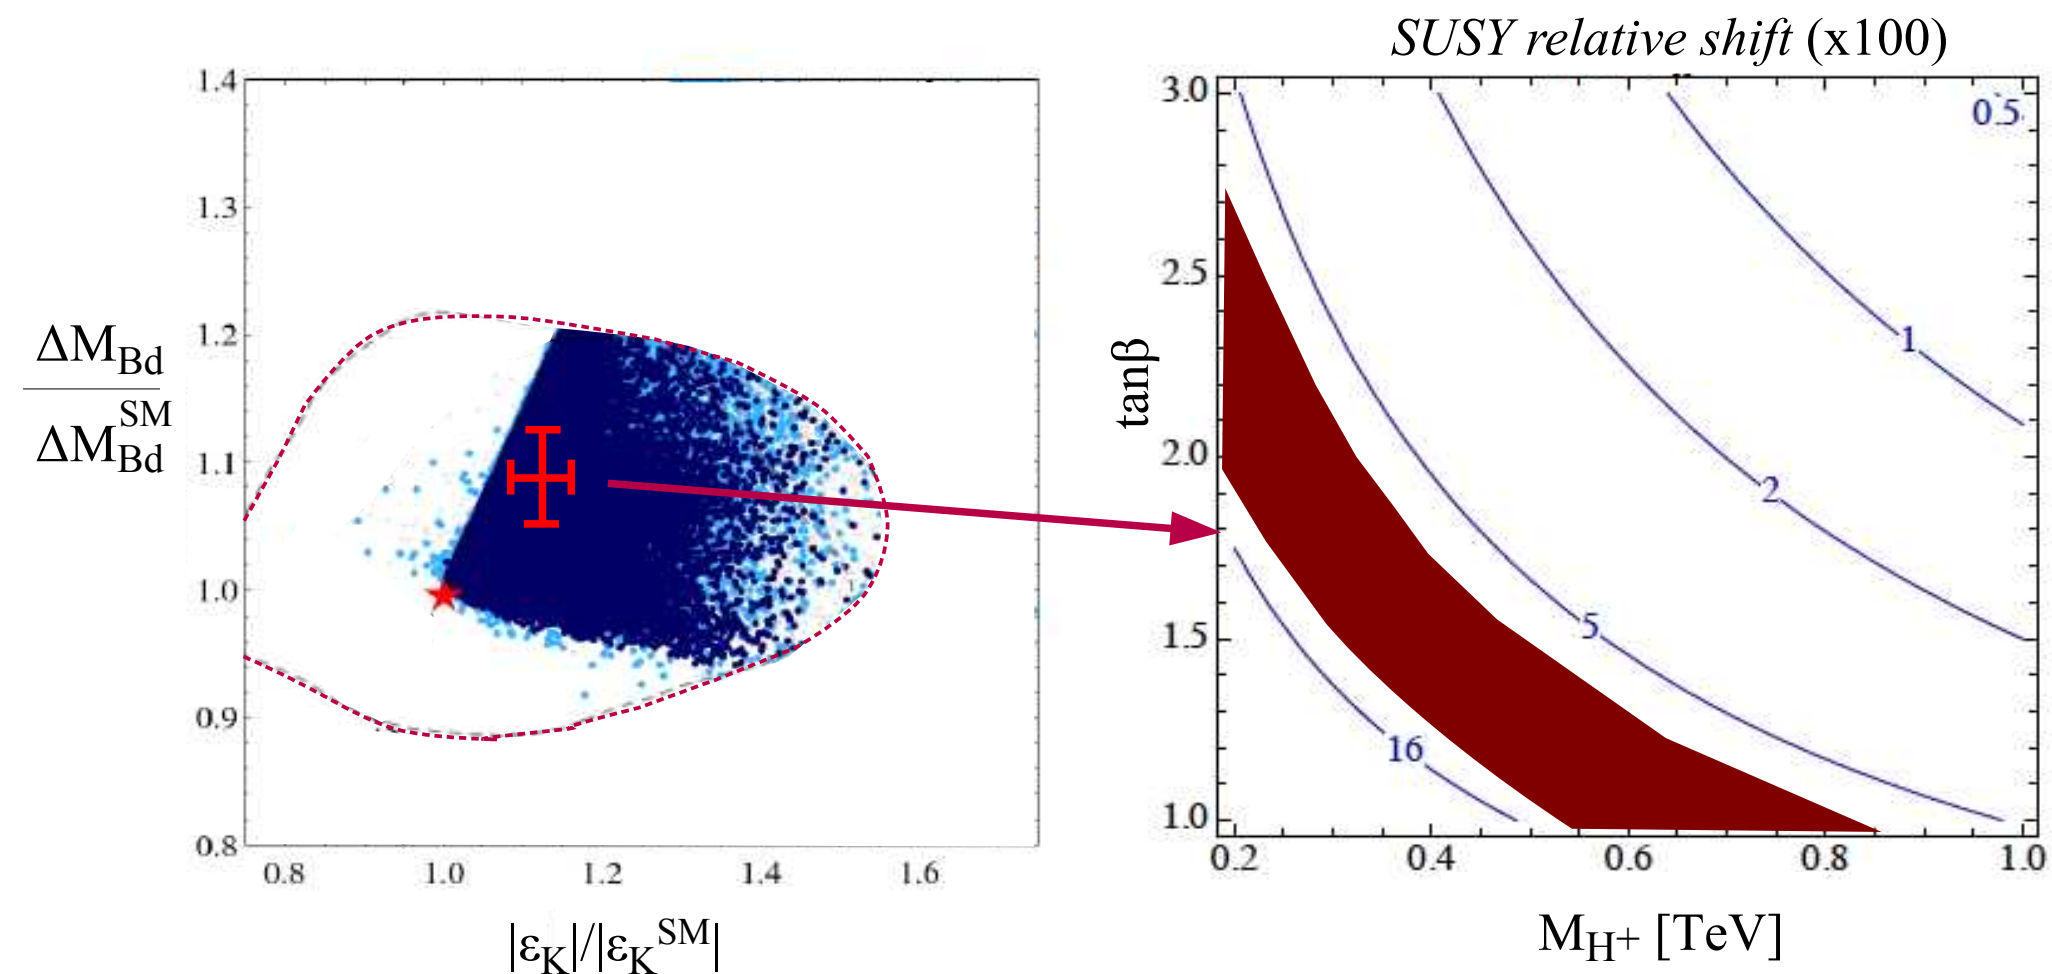 SUSY relative shift (x100)
1.4
1.3
1.2
1.1
1.0
0.9
0.8
ΔM_Bd
ΔM_Bd^SM
0.8 1.0 1.2 1.4 1.6
|ε_K|/|ε_K^SM|
3.0
2.5
2.0
1.5
1.0
tanβ
0.5
1
2
5
16
0.2 0.4 0.6 0.8 1.0
M_H+ [TeV]